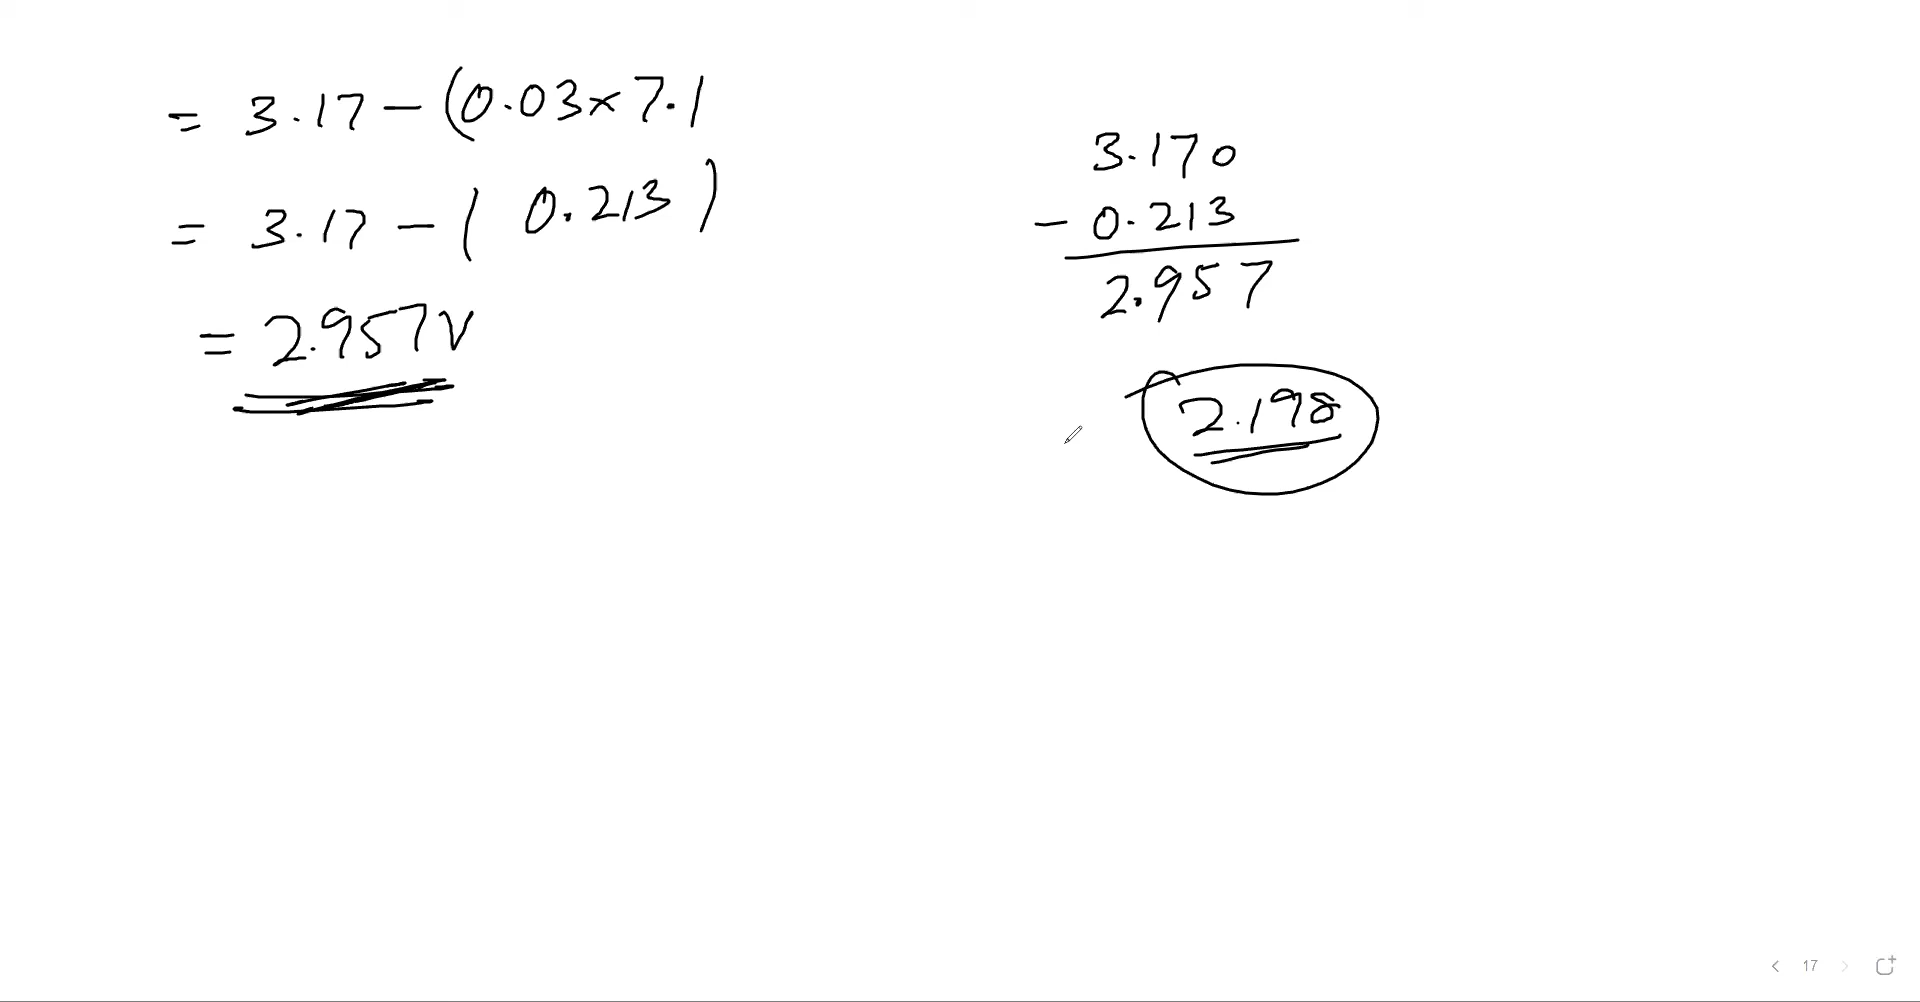 = 3.17 - (0.03 × 7.1
= 3.17 - ( 0.213 )
= 2.957 V
3.170
- 0.213
2.957
2.198
17